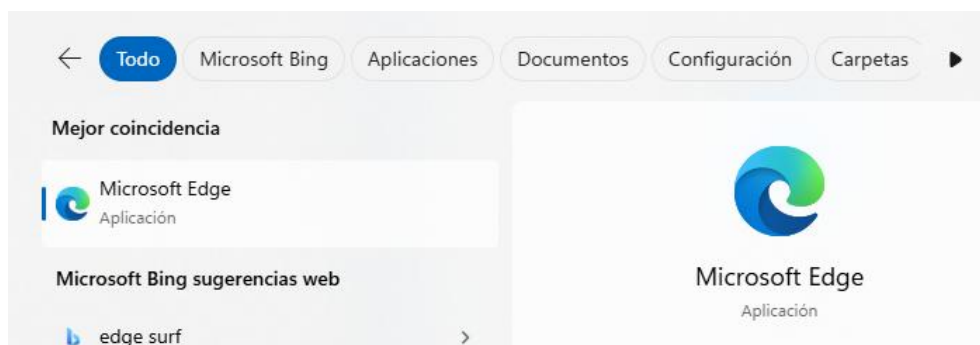 Todo Microsoft Bing Aplicaciones Documentos Configuración Carpetas
Mejor coincidencia
Microsoft Edge
Aplicación
Microsoft Bing sugerencias web
edge surf
Microsoft Edge
Aplicación